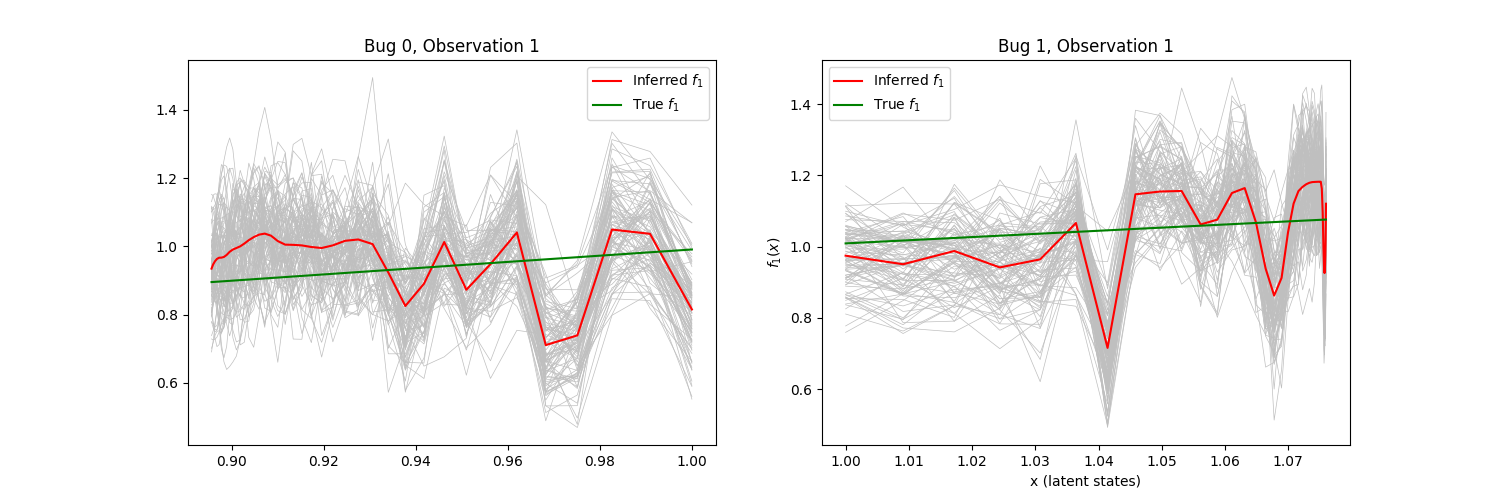 Bug 0, Observation 1
Inferred f₁
True f₁
1.4
1.2
1.0
0.8
0.6
0.90 0.92 0.94 0.96 0.98 1.00
Bug 1, Observation 1
Inferred f₁
True f₁
f₁(x)
1.4
1.2
1.0
0.8
0.6
1.00 1.01 1.02 1.03 1.04 1.05 1.06 1.07
x (latent states)